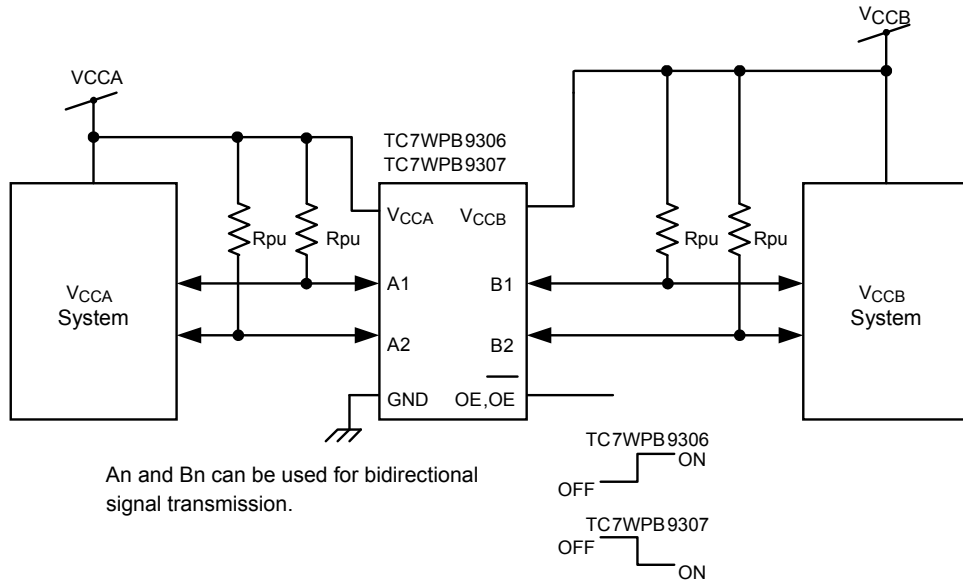 VCCB
VCCA
TC7WPB9306
TC7WPB9307
VCCA
VCCB
Rpu
Rpu
Rpu
Rpu
A1
B1
VCCA
System
VCCB
System
A2
B2
GND
OE,OE
An and Bn can be used for bidirectional
signal transmission.
TC7WPB9306
ON
OFF
TC7WPB9307
OFF
ON